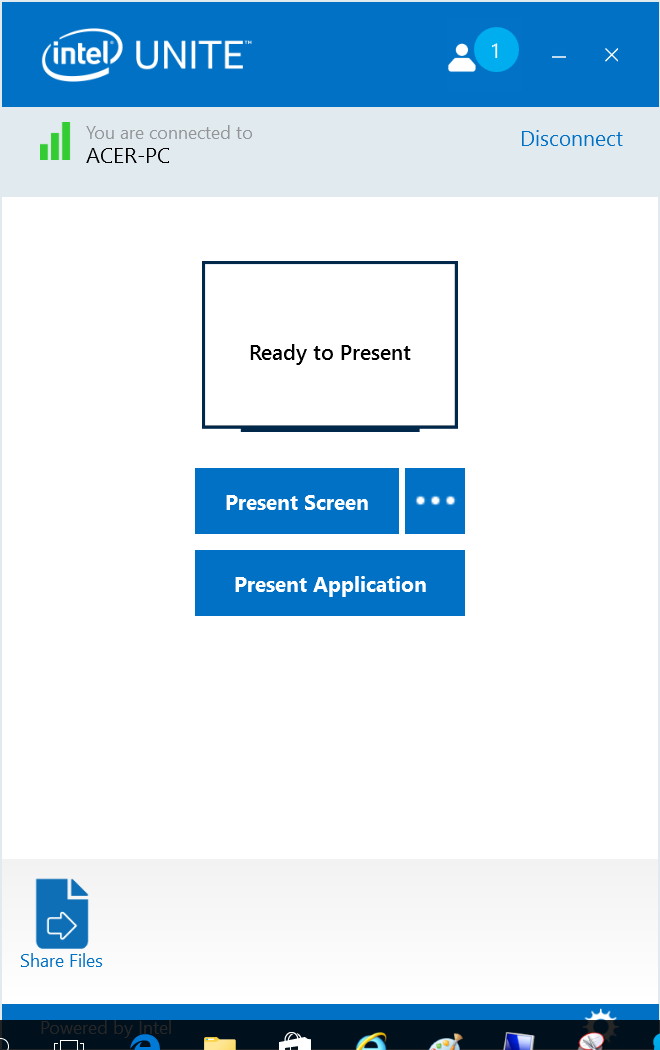 intel UNITE™
1
You are connected to
ACER-PC
Disconnect
Ready to Present
Present Screen
Present Application
Share Files
Powered by Intel